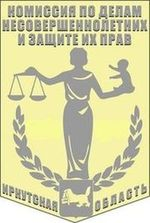 КОМИССИЯ ПО ДЕЛАМ
НЕСОВЕРШЕННОЛЕТНИХ
И ЗАЩИТЕ ИХ ПРАВ
ИРКУТСКАЯ ОБЛАСТЬ